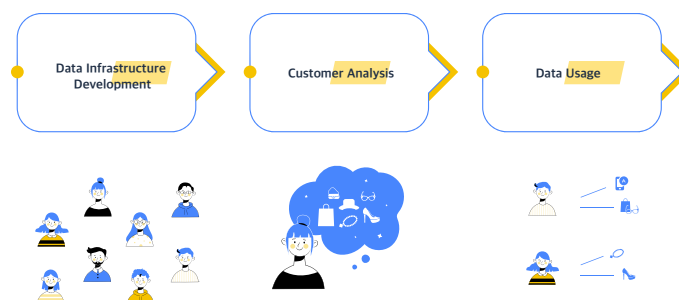 Data Infrastructure
Development
Customer Analysis
Data Usage